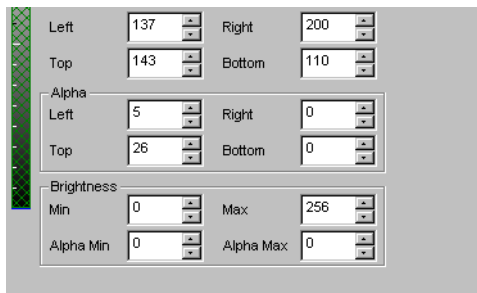 Left 137 Right 200
Top 143 Bottom 110
Alpha
Left 5 Right 0
Top 26 Bottom 0
Brightness
Min 0 Max 256
Alpha Min 0 Alpha Max 0